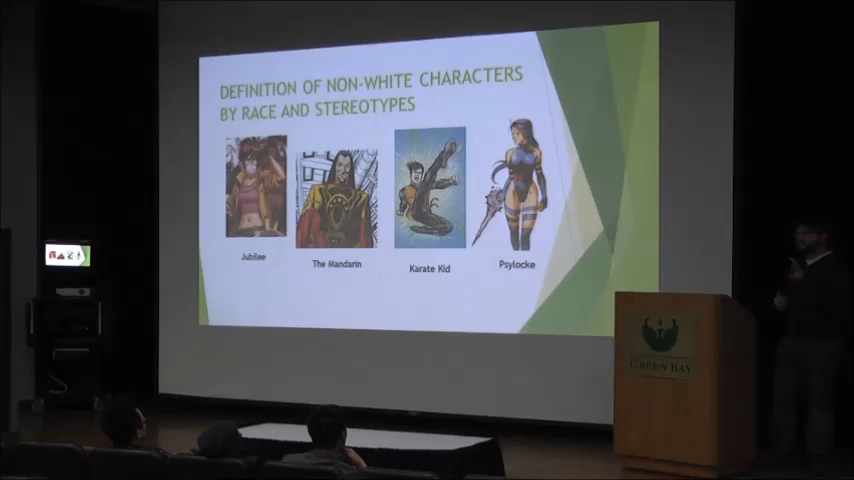 DEFINITION OF NON-WHITE CHARACTERS
BY RACE AND STEREOTYPES
Jubilee
The Mandarin
Karate Kid
Psylocke
GREEN BAY